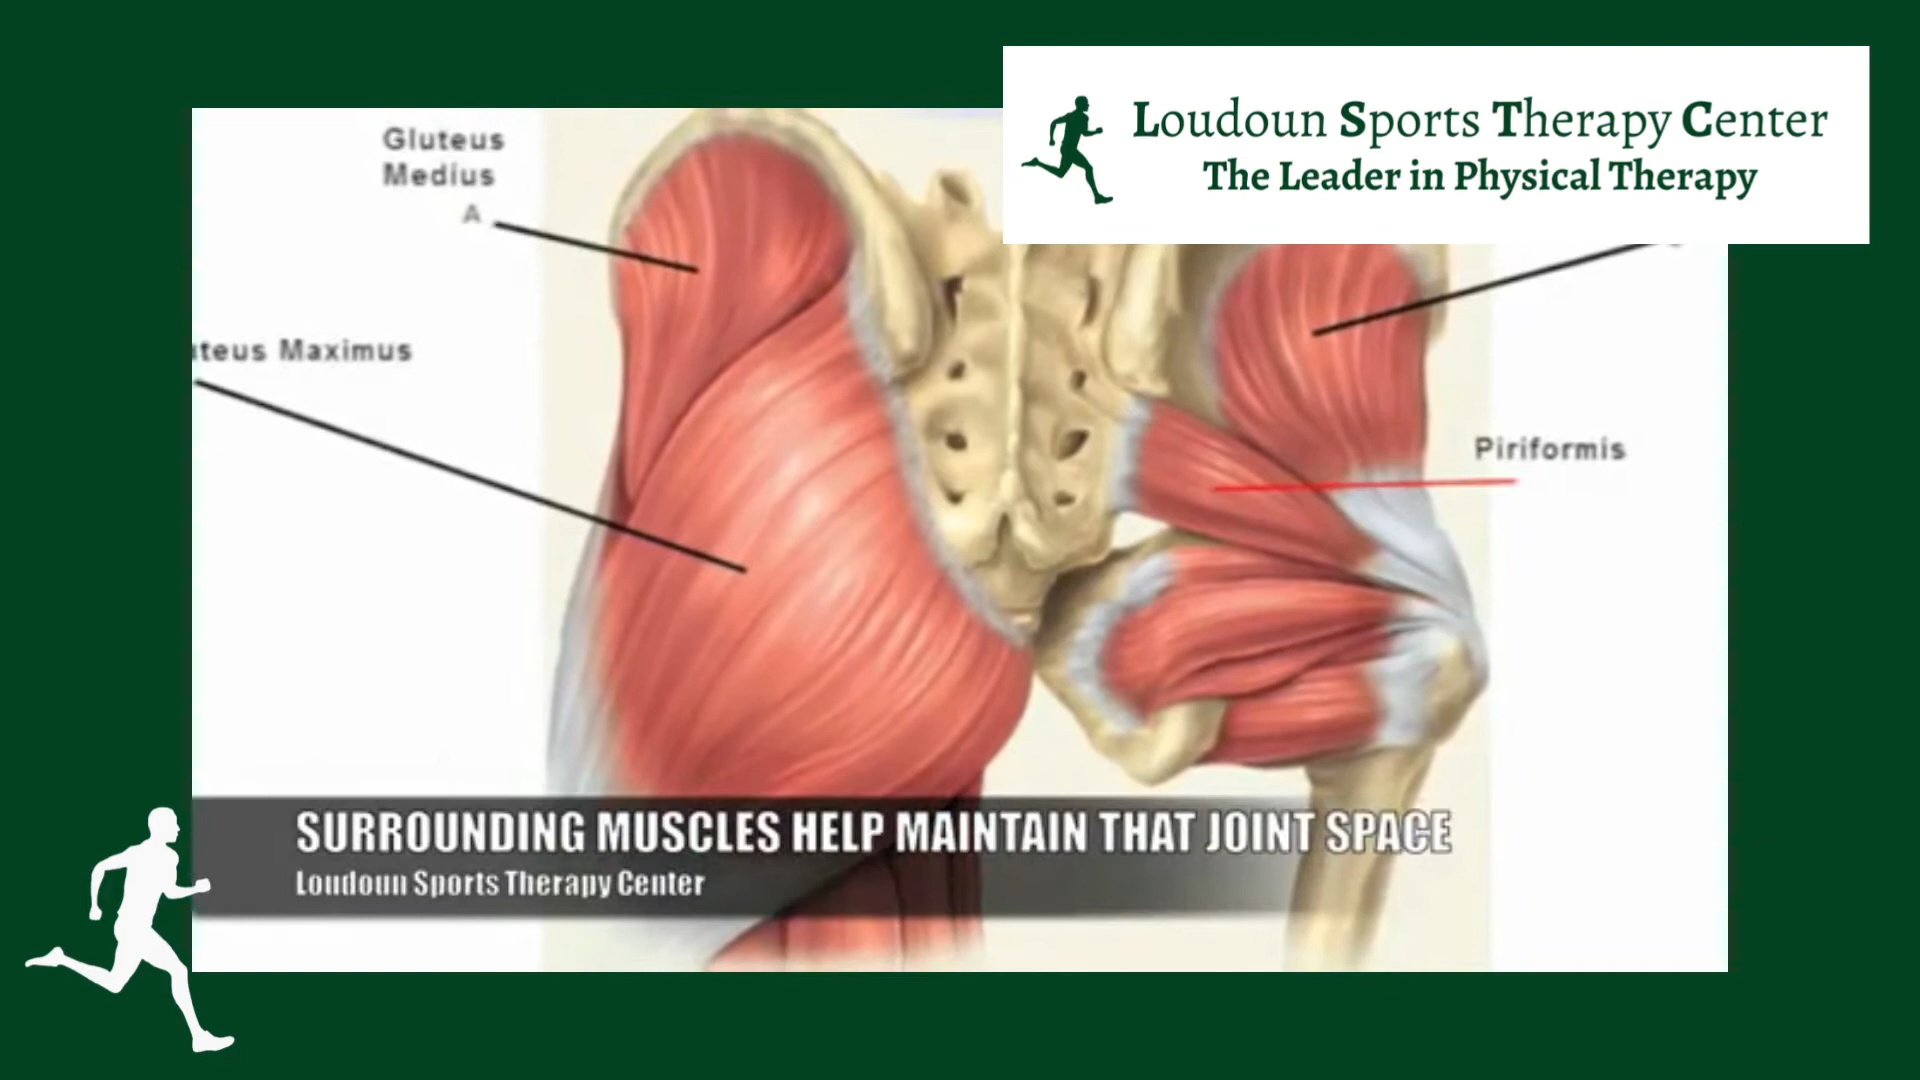 Loudoun Sports Therapy Center
The Leader in Physical Therapy
Gluteus
Medius
A
teus Maximus
Piriformis
SURROUNDING MUSCLES HELP MAINTAIN THAT JOINT SPACE
Loudoun Sports Therapy Center